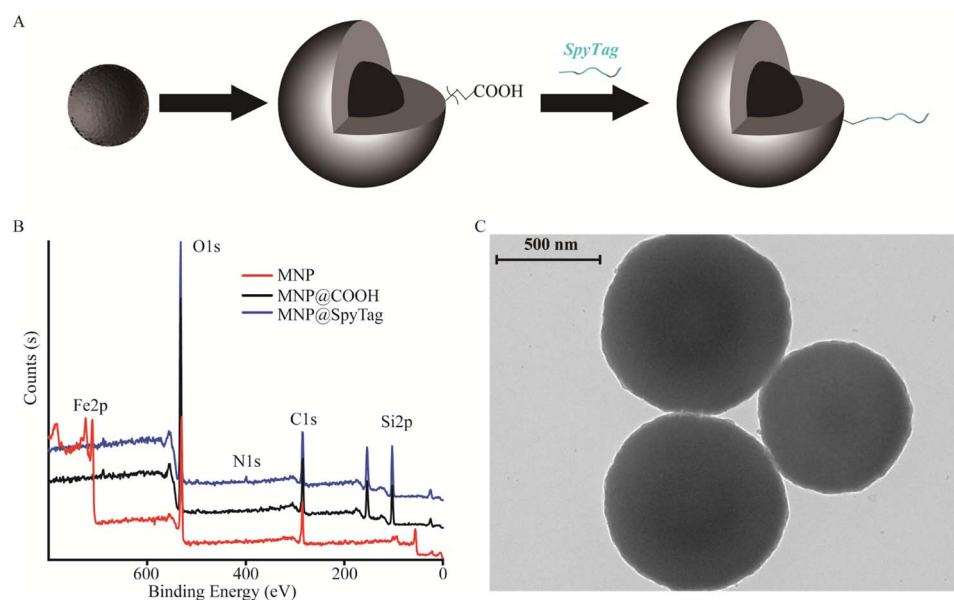 A
SpyTag
COOH
B
O1s
MNP
MNP@COOH
MNP@SpyTag
Fe2p
N1s
C1s
Si2p
Counts (s)
600
400
200
0
Binding Energy (eV)
C
500 nm